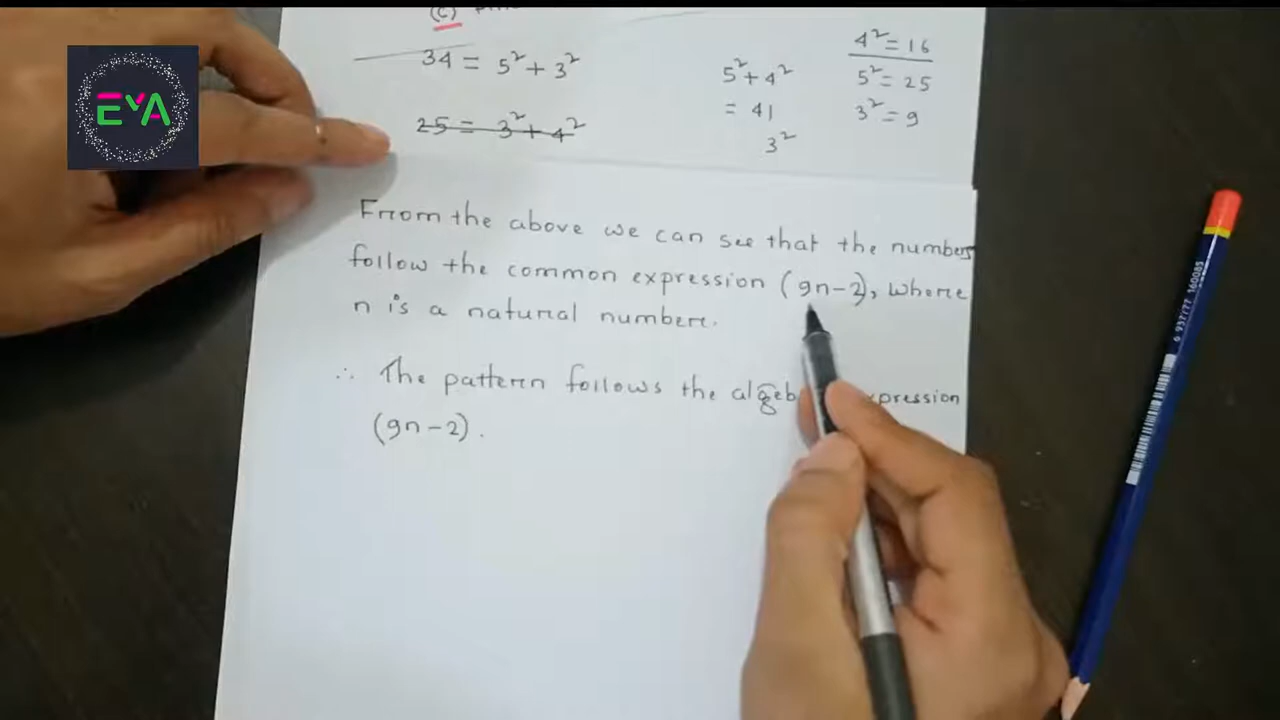 (c)
34 = 5² + 3²
25 = 3² + 4²
5² + 4²
= 41
3²
4² = 16
5² = 25
3² = 9
From the above we can see that the numbers
follow the common expression (9n-2), where
n is a natural number.
∴ The pattern follows the expression
(9n-2).
EYA
160085